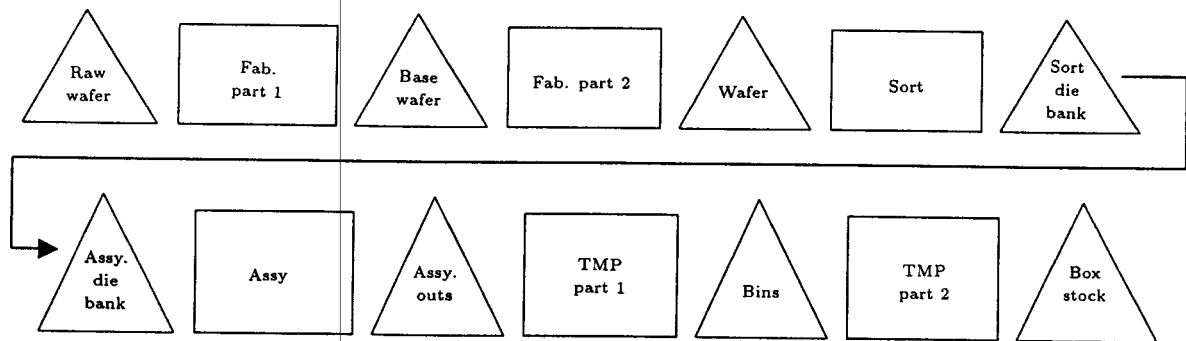 Raw
wafer
Fab.
part 1
Base
wafer
Fab. part 2
Wafer
Sort
Sort
die
bank
Assy.
die
bank
Assy
Assy.
outs
TMP
part 1
Bins
TMP
part 2
Box
stock